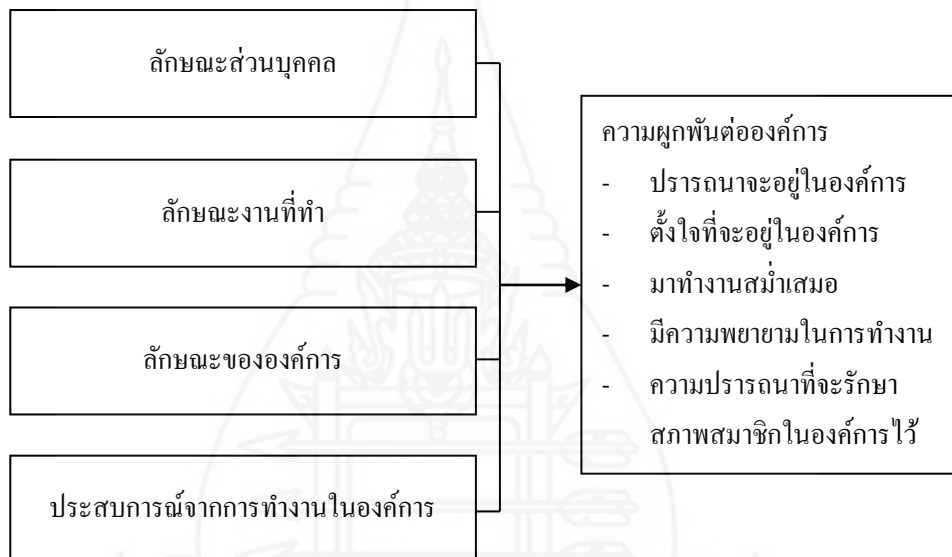 ลักษณะส่วนบุคคล
ลักษณะงานที่ทำ
ลักษณะขององค์การ
ประสบการณ์จากการทำงานในองค์การ
ความผูกพันต่อองค์การ
- ปรารถนาจะอยู่ในองค์การ
- ตั้งใจที่จะอยู่ในองค์การ
- มาทำงานสม่ำเสมอ
- มีความพยายามในการทำงาน
- ความปรารถนาที่จะรักษา
สภาพสมาชิกในองค์การไว้